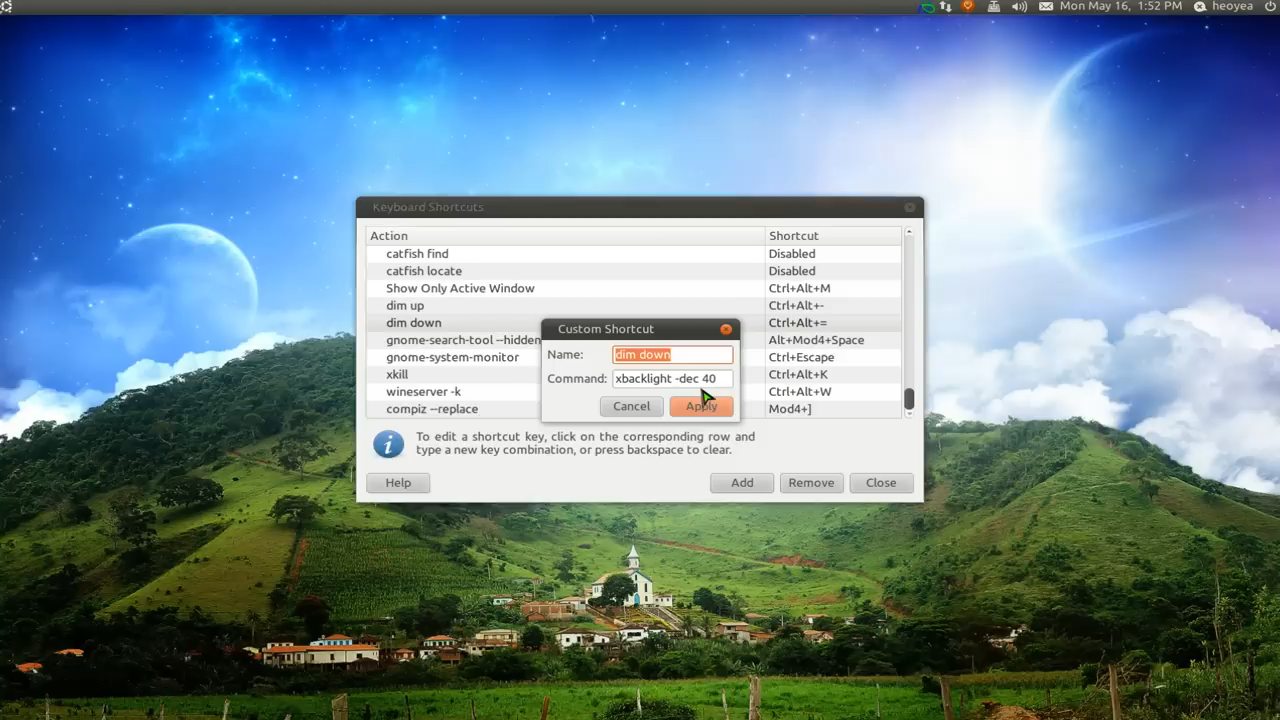 Mon May 16, 1:52 PM heoyea
Keyboard Shortcuts
Action Shortcut
catfish find Disabled
catfish locate Disabled
Show Only Active Window Ctrl+Alt+M
dim up Ctrl+Alt+-
dim down Ctrl+Alt+=
gnome-search-tool --hidden Alt+Mod4+Space
gnome-system-monitor Ctrl+Escape
xkill Ctrl+Alt+K
wineserver -k Ctrl+Alt+W
compiz --replace Mod4+]
Custom Shortcut
Name: dim down
Command: xbacklight -dec 40
Cancel Apply
To edit a shortcut key, click on the corresponding row and
type a new key combination, or press backspace to clear.
Help Add Remove Close